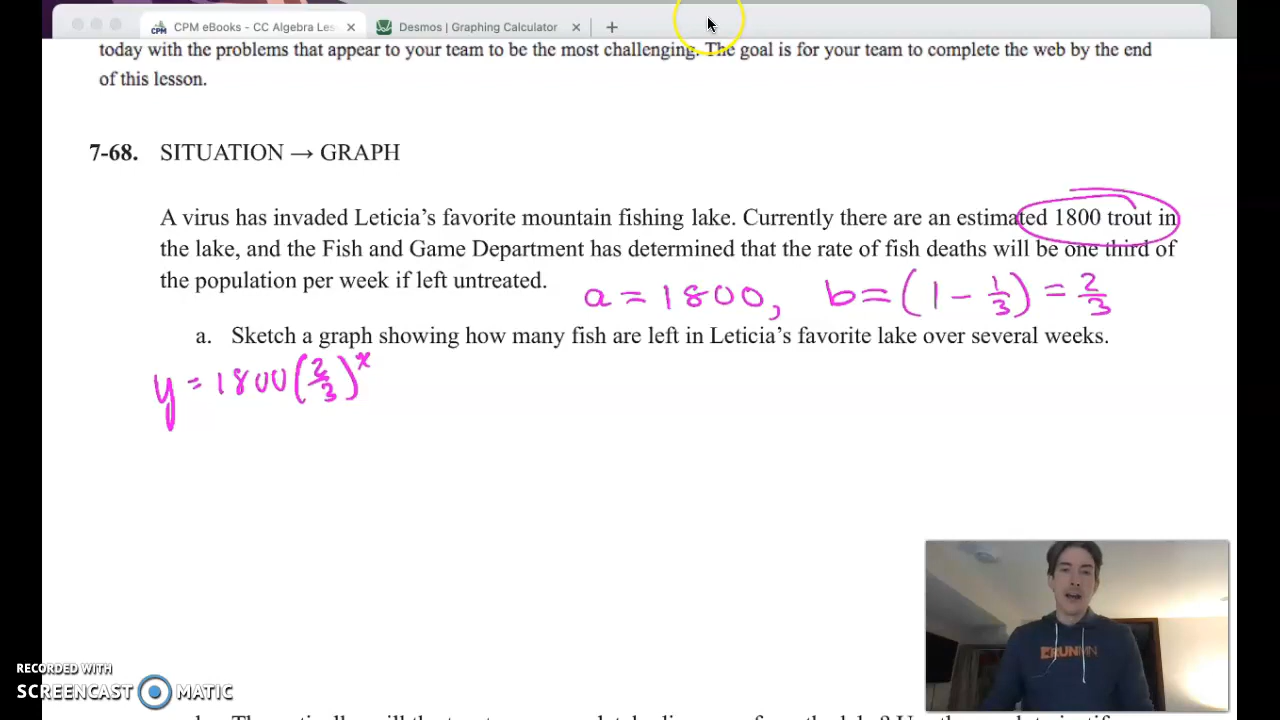 CPM eBooks - CC Algebra Les
Desmos | Graphing Calculator
today with the problems that appear to your team to be the most challenging. The goal is for your team to complete the web by the end
of this lesson.
7-68. SITUATION → GRAPH
A virus has invaded Leticia's favorite mountain fishing lake. Currently there are an estimated 1800 trout in
the lake, and the Fish and Game Department has determined that the rate of fish deaths will be one third of
the population per week if left untreated.
a = 1800, b = (1 - 1/3) = 2/3
a. Sketch a graph showing how many fish are left in Leticia's favorite lake over several weeks.
y = 1800(2/3)^x
RUNMN
RECORDED WITH
SCREENCAST MATIC